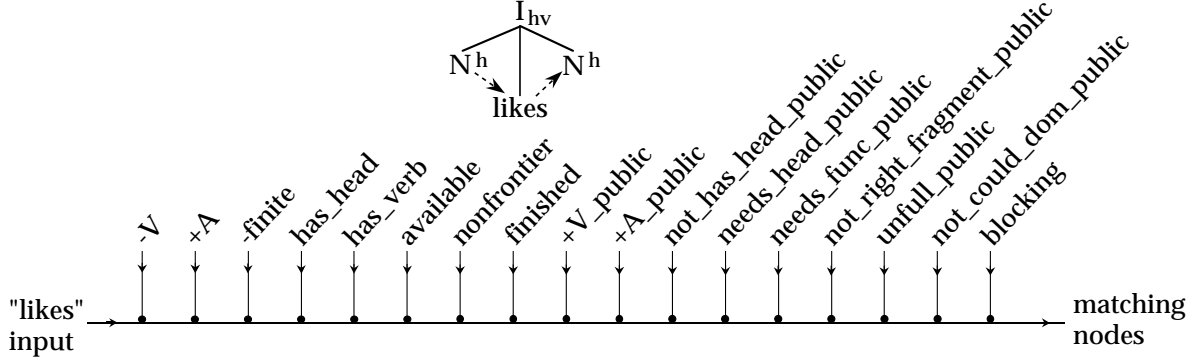 I hv
N h N h
likes
-V
+A
-finite
has_head
has_verb
available
nonfrontier
finished
+V_public
+A_public
not_has_head_public
needs_head_public
needs_func_public
not_right_fragment_public
unfull_public
not_could_dom_public
blocking
"likes"
input
matching
nodes